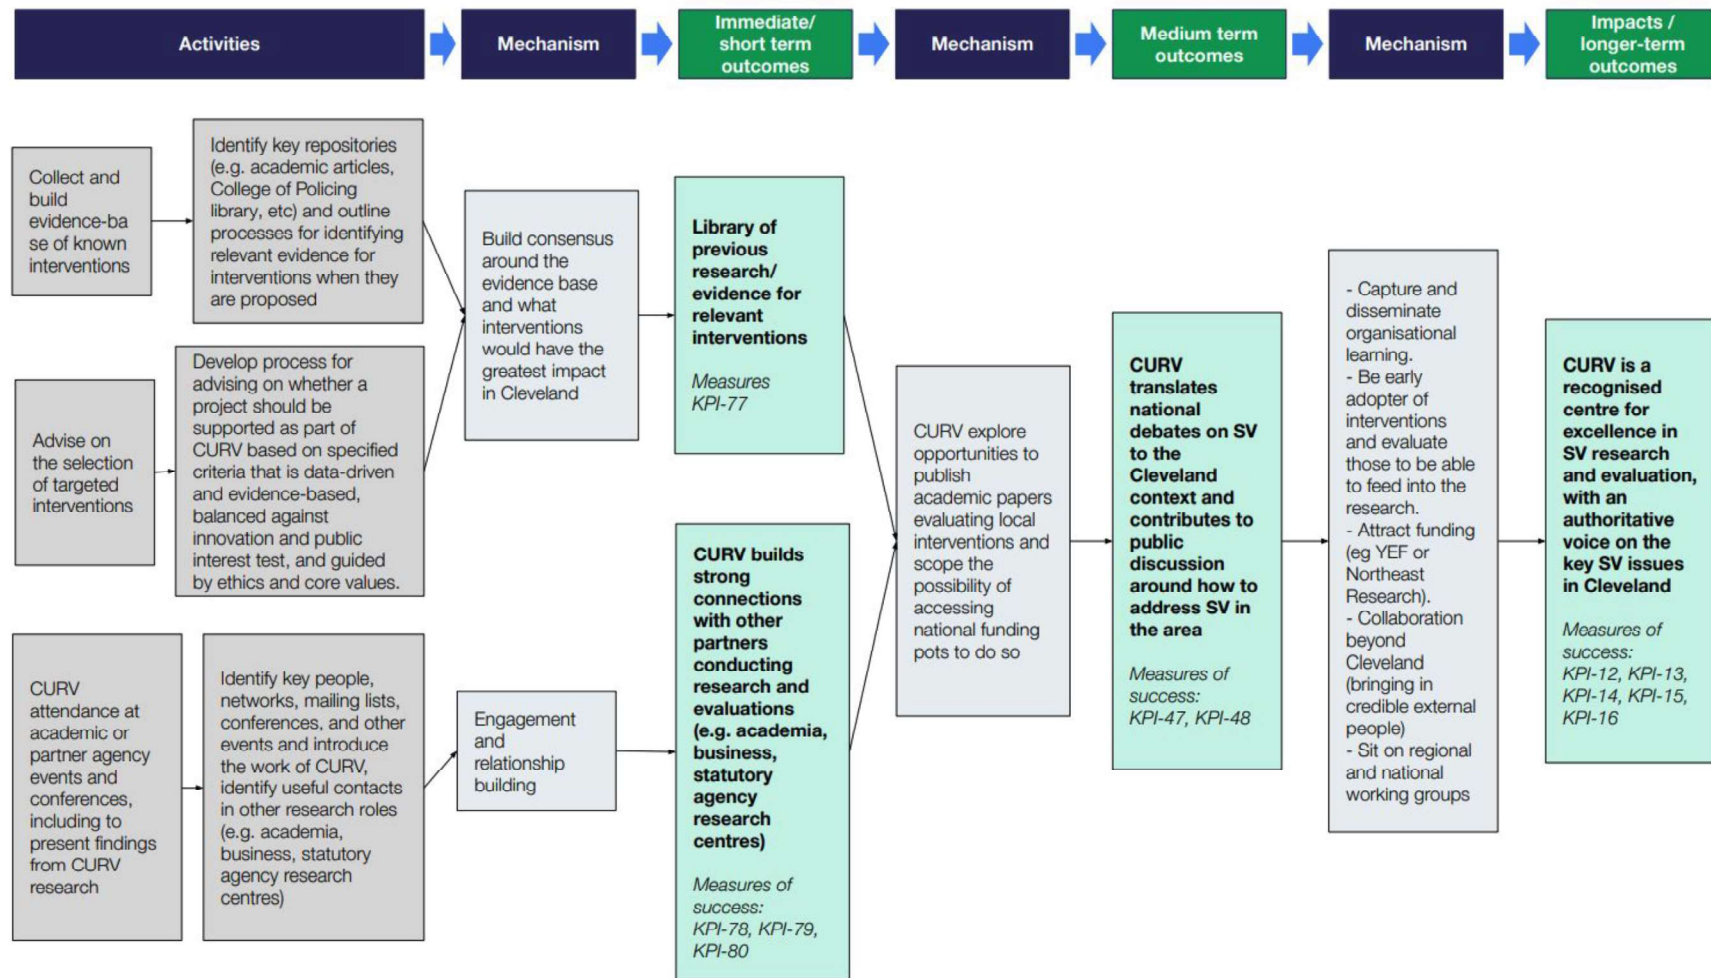 Activities
Mechanism
Immediate/
short term
outcomes
Mechanism
Medium term
outcomes
Mechanism
Impacts /
longer-term
outcomes
Collect and
build
evidence-ba
se of known
interventions
Identify key repositories
(e.g. academic articles,
College of Policing
library, etc) and outline
processes for identifying
relevant evidence for
interventions when they
are proposed
Advise on
the selection
of targeted
interventions
Develop process for
advising on whether a
project should be
supported as part of
CURV based on specified
criteria that is data-driven
and evidence-based,
balanced against
innovation and public
interest test, and guided
by ethics and core values.
Build consensus
around the
evidence base
and what
interventions
would have the
greatest impact
in Cleveland
Library of
previous
research/
evidence for
relevant
interventions
Measures
KPI-77
CURV
attendance at
academic or
partner agency
events and
conferences,
including to
present findings
from CURV
research
Identify key people,
networks, mailing lists,
conferences, and other
events and introduce
the work of CURV,
identify useful contacts
in other research roles
(e.g. academia,
business, statutory
agency research
centres)
Engagement
and
relationship
building
CURV builds
strong
connections
with other
partners
conducting
research and
evaluations
(e.g. academia,
business,
statutory
agency
research
centres)
Measures of
success:
KPI-78, KPI-79,
KPI-80
CURV explore
opportunities to
publish
academic papers
evaluating local
interventions and
scope the
possibility of
accessing
national funding
pots to do so
CURV
translates
national
debates on SV
to the
Cleveland
context and
contributes to
public
discussion
around how to
address SV in
the area
Measures of
success:
KPI-47, KPI-48
- Capture and
disseminate
organisational
learning.
- Be early
adopter of
interventions
and evaluate
those to be able
to feed into the
research.
- Attract funding
(eg YEF or
Northeast
Research).
- Collaboration
beyond
Cleveland
(bringing in
credible external
people)
- Sit on regional
and national
working groups
CURV is a
recognised
centre for
excellence in
SV research
and evaluation,
with an
authoritative
voice on the
key SV issues
in Cleveland
Measures of
success:
KPI-12, KPI-13,
KPI-14, KPI-15,
KPI-16